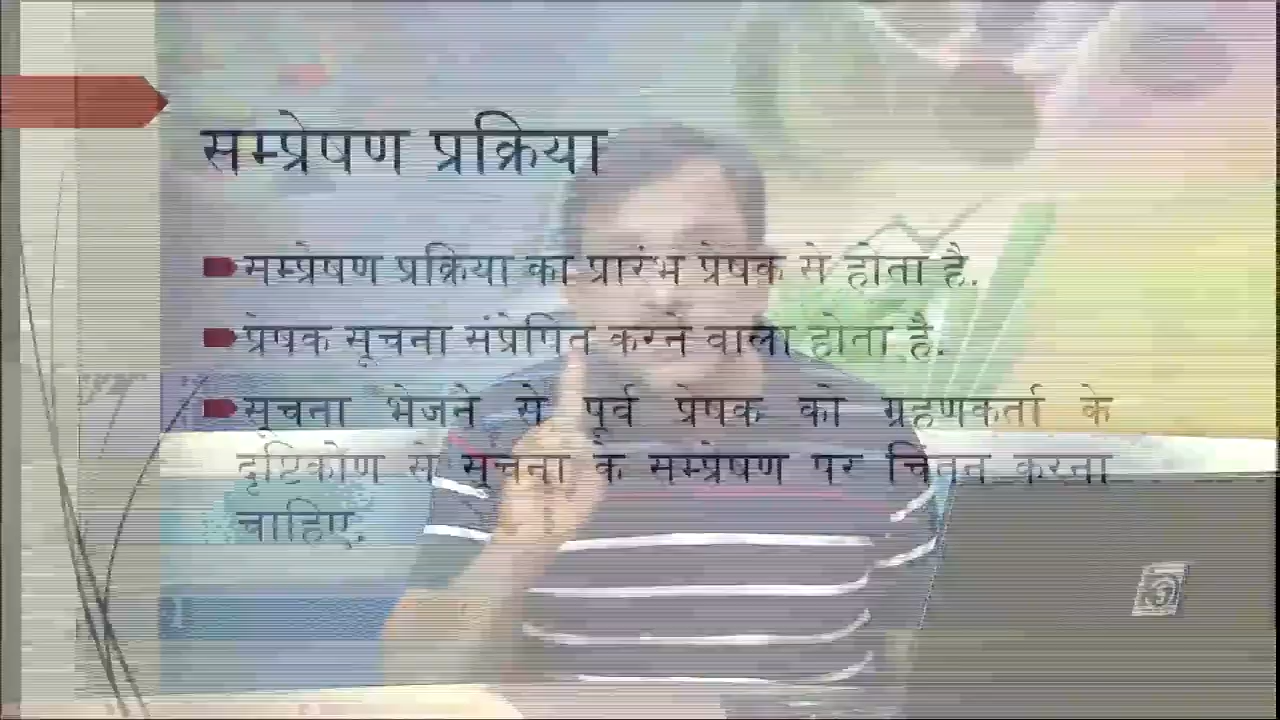 सम्प्रेषण प्रक्रिया
सम्प्रेषण प्रक्रिया का प्रारंभ प्रेषक से होता है.
प्रेषक सूचना संप्रेषित करने वाला होता है.
सूचना भेजने से पूर्व प्रेषक को ग्रहणकर्ता के
दृष्टिकोण से सूचना के सम्प्रेषण पर चिंतन करना
चाहिए.